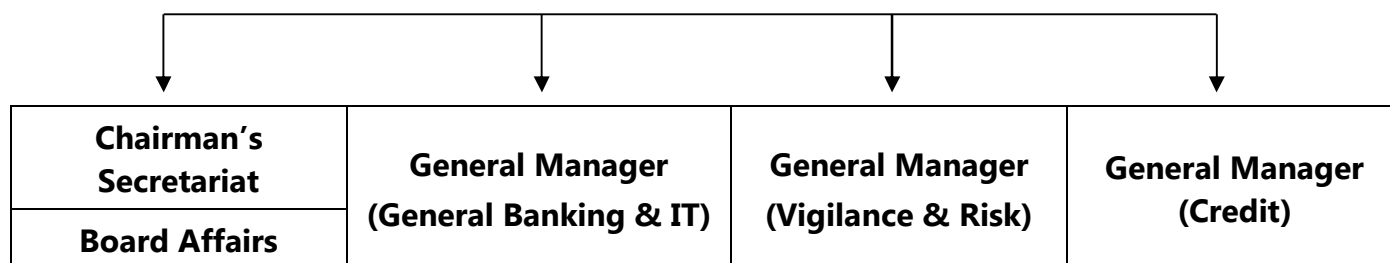 Chairman’s
Secretariat
Board Affairs
General Manager
(General Banking & IT)
General Manager
(Vigilance & Risk)
General Manager
(Credit)